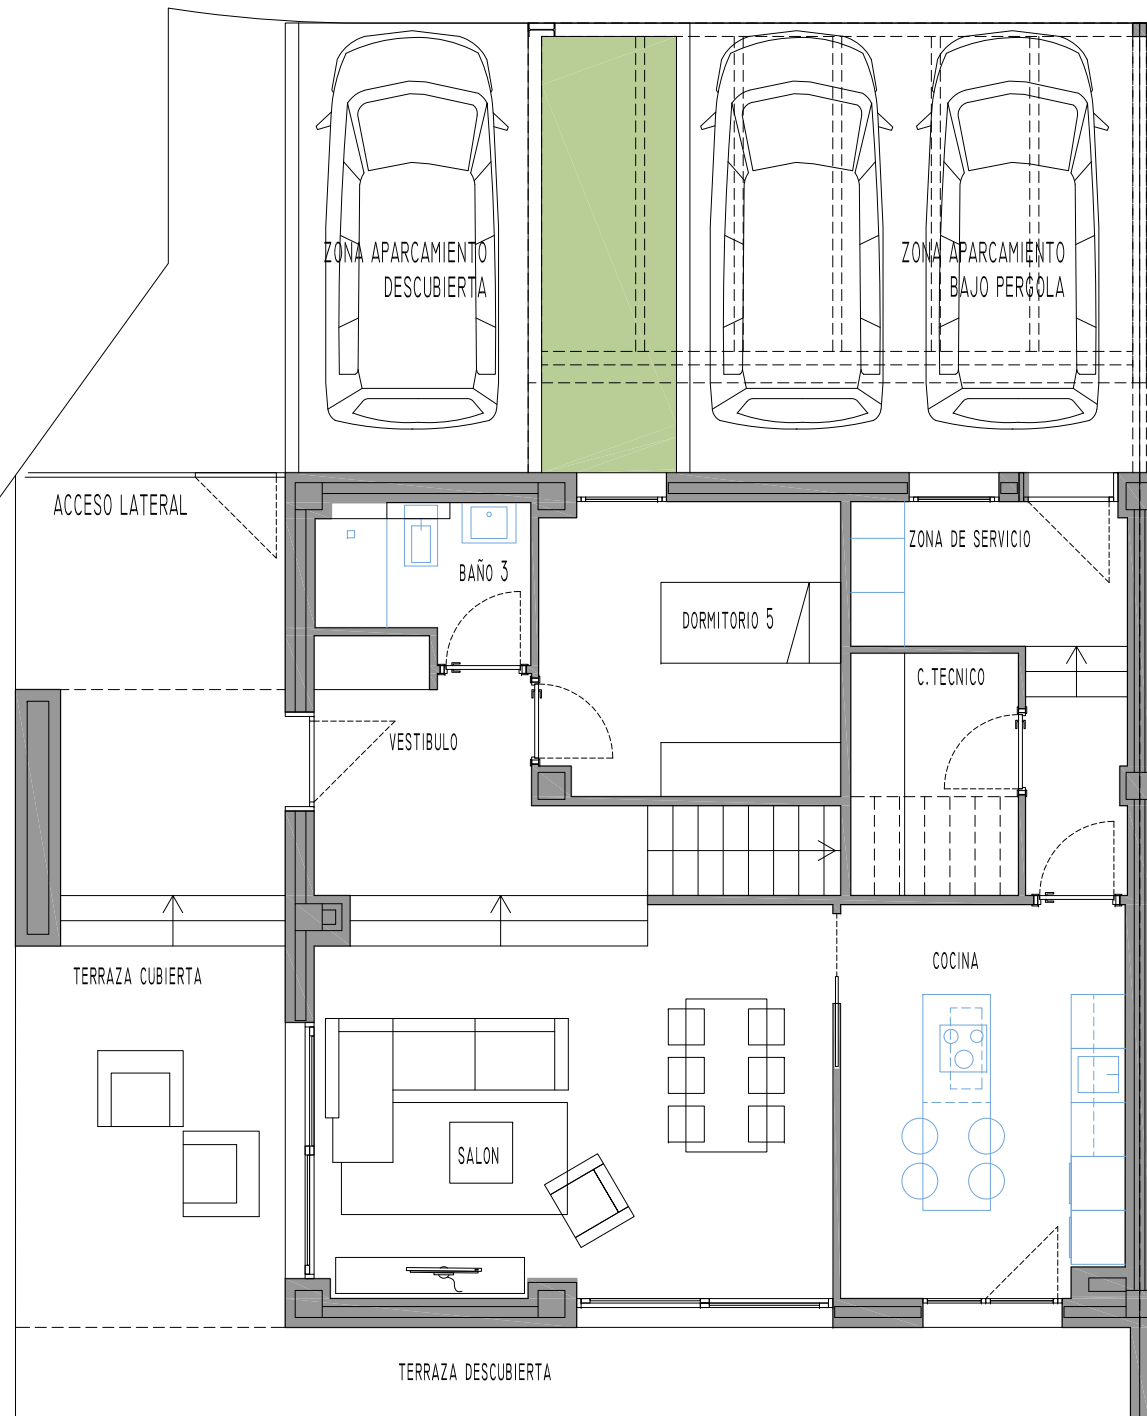 ZONA APARCAMIENTO
DESCUBIERTA
ZONA APARCAMIENTO
BAJO PERGOLA
ACCESO LATERAL
BAÑO 3
DORMITORIO 5
ZONA DE SERVICIO
C.TECNICO
VESTIBULO
TERRAZA CUBIERTA
COCINA
SALON
TERRAZA DESCUBIERTA